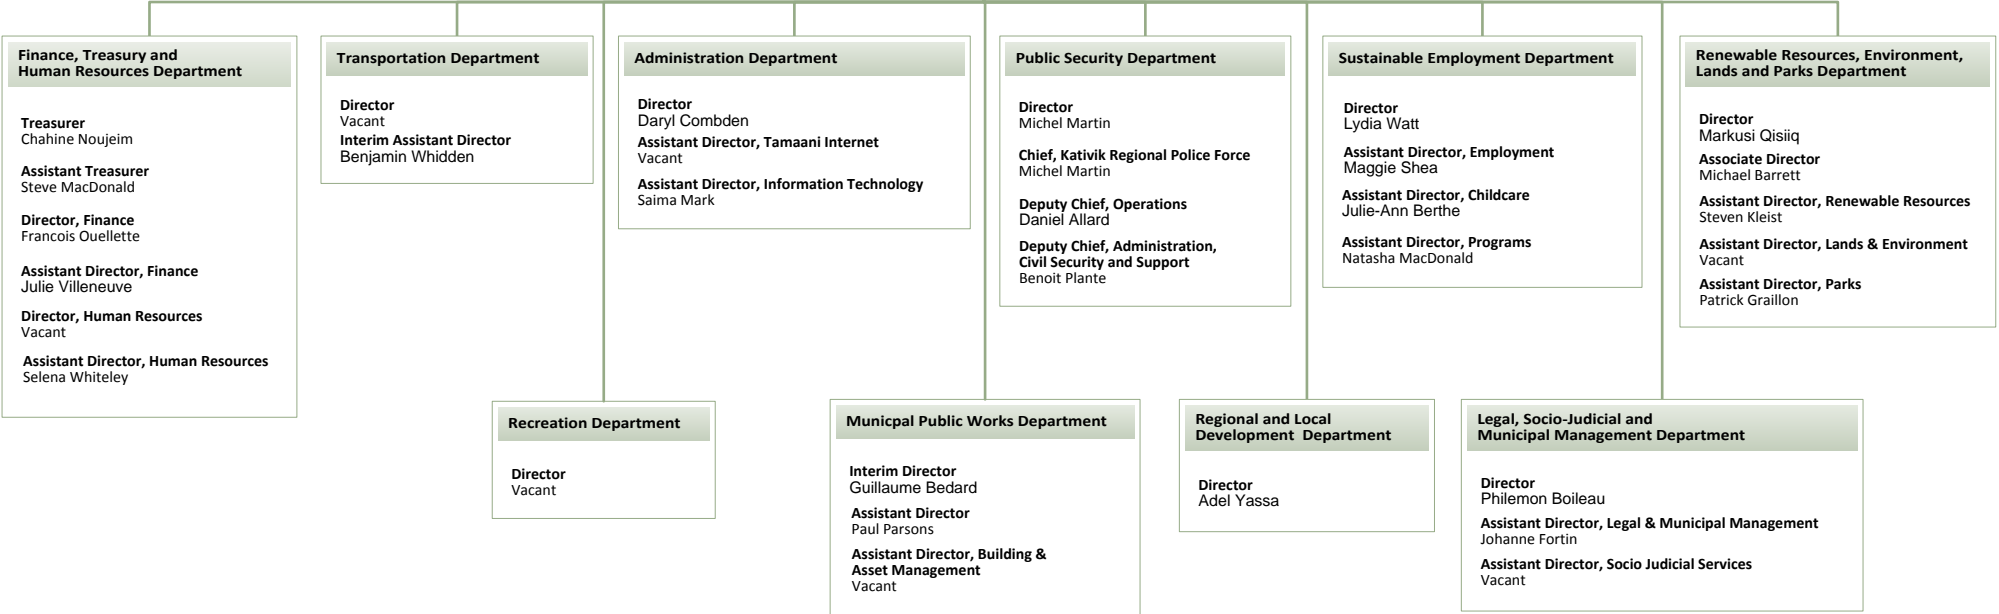 Finance, Treasury and
Human Resources Department
Treasurer
Chahine Noujeim
Assistant Treasurer
Steve MacDonald
Director, Finance
Francois Ouellette
Assistant Director, Finance
Julie Villeneuve
Director, Human Resources
Vacant
Assistant Director, Human Resources
Selena Whiteley
Transportation Department
Director
Vacant
Interim Assistant Director
Benjamin Whidden
Administration Department
Director
Daryl Combden
Assistant Director, Tamaani Internet
Vacant
Assistant Director, Information Technology
Saima Mark
Public Security Department
Director
Michel Martin
Chief, Kativik Regional Police Force
Michel Martin
Deputy Chief, Operations
Daniel Allard
Deputy Chief, Administration,
Civil Security and Support
Benoit Plante
Sustainable Employment Department
Director
Lydia Watt
Assistant Director, Employment
Maggie Shea
Assistant Director, Childcare
Julie-Ann Berthe
Assistant Director, Programs
Natasha MacDonald
Renewable Resources, Environment,
Lands and Parks Department
Director
Markusi Qisiiq
Associate Director
Michael Barrett
Assistant Director, Renewable Resources
Steven Kleist
Assistant Director, Lands & Environment
Vacant
Assistant Director, Parks
Patrick Graillon
Recreation Department
Director
Vacant
Municpal Public Works Department
Interim Director
Guillaume Bedard
Assistant Director
Paul Parsons
Assistant Director, Building &
Asset Management
Vacant
Regional and Local
Development Department
Director
Adel Yassa
Legal, Socio-Judicial and
Municipal Management Department
Director
Philemon Boileau
Assistant Director, Legal & Municipal Management
Johanne Fortin
Assistant Director, Socio Judicial Services
Vacant